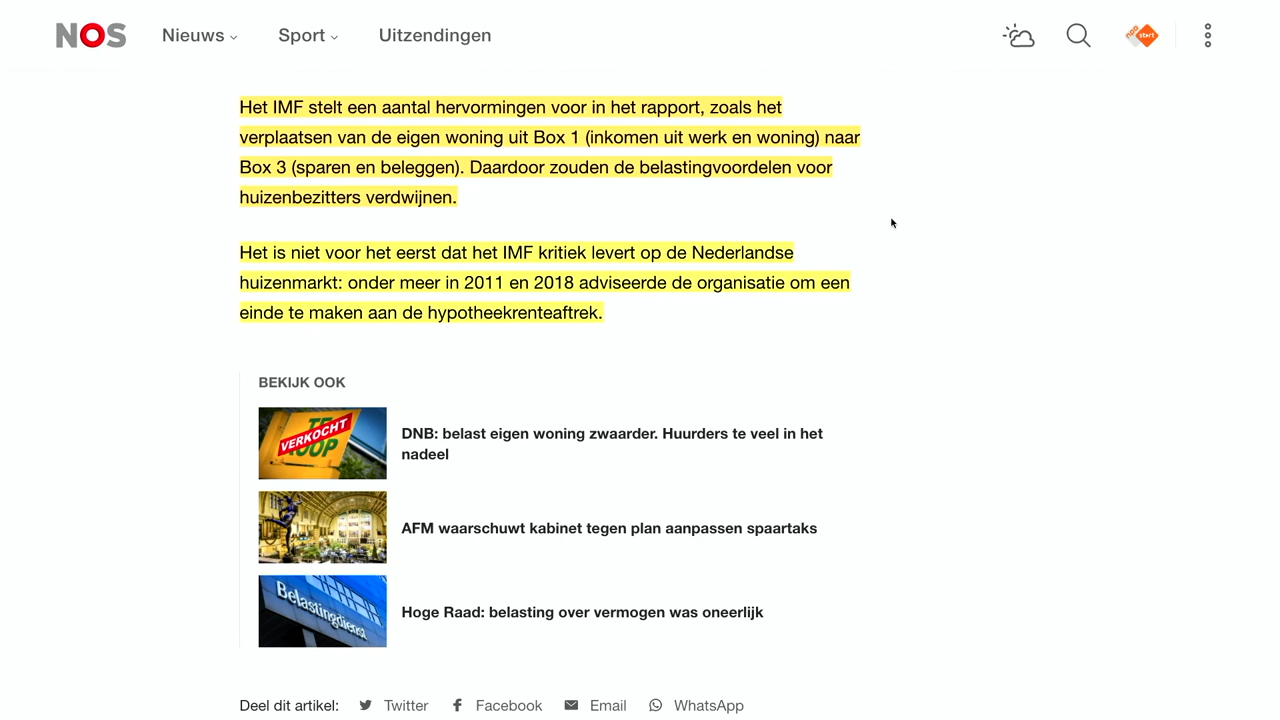 NOS Nieuws Sport Uitzendingen npo start
Het IMF stelt een aantal hervormingen voor in het rapport, zoals het
verplaatsen van de eigen woning uit Box 1 (inkomen uit werk en woning) naar
Box 3 (sparen en beleggen). Daardoor zouden de belastingvoordelen voor
huizenbezitters verdwijnen.
Het is niet voor het eerst dat het IMF kritiek levert op de Nederlandse
huizenmarkt: onder meer in 2011 en 2018 adviseerde de organisatie om een
einde te maken aan de hypotheekrenteaftrek.
BEKIJK OOK
TE
VERKOCHT
KOOP
DNB: belast eigen woning zwaarder. Huurders te veel in het
nadeel
AFM waarschuwt kabinet tegen plan aanpassen spaartaks
Belastingdienst
Hoge Raad: belasting over vermogen was oneerlijk
Deel dit artikel: Twitter Facebook Email WhatsApp